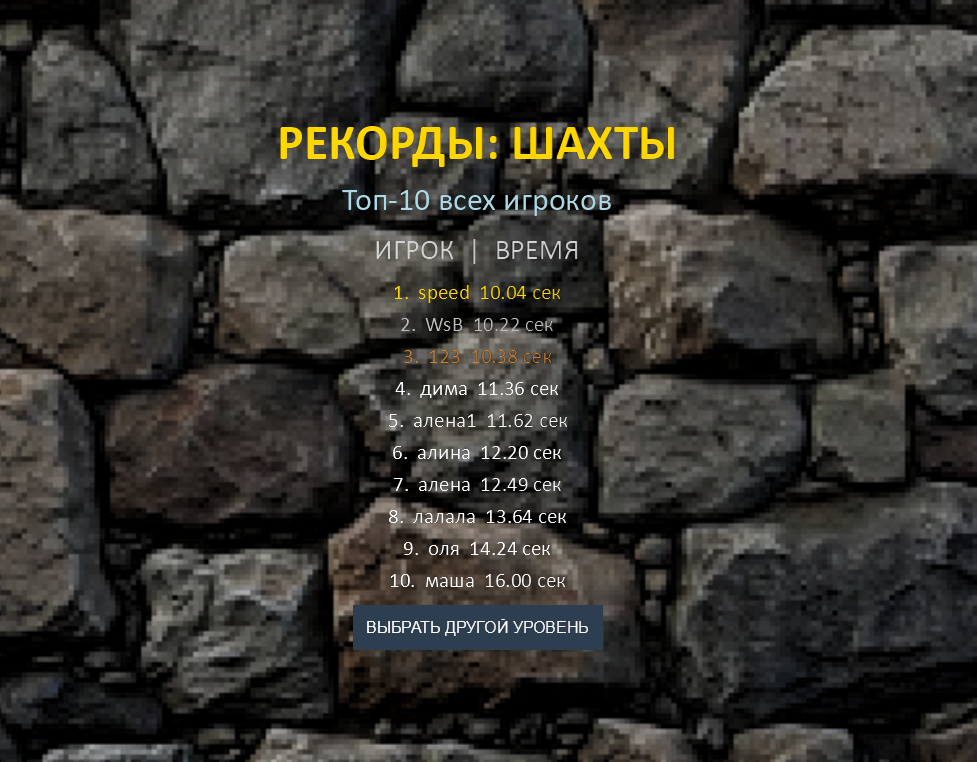 РЕКОРДЫ: ШАХТЫ
Топ-10 всех игроков
ИГРОК | ВРЕМЯ
1. speed 10.04 сек
2. WsB 10.22 сек
3. 123 10.38 сек
4. дима 11.36 сек
5. алена1 11.62 сек
6. алина 12.20 сек
7. алена 12.49 сек
8. лалала 13.64 сек
9. оля 14.24 сек
10. маша 16.00 сек
ВЫБРАТЬ ДРУГОЙ УРОВЕНЬ